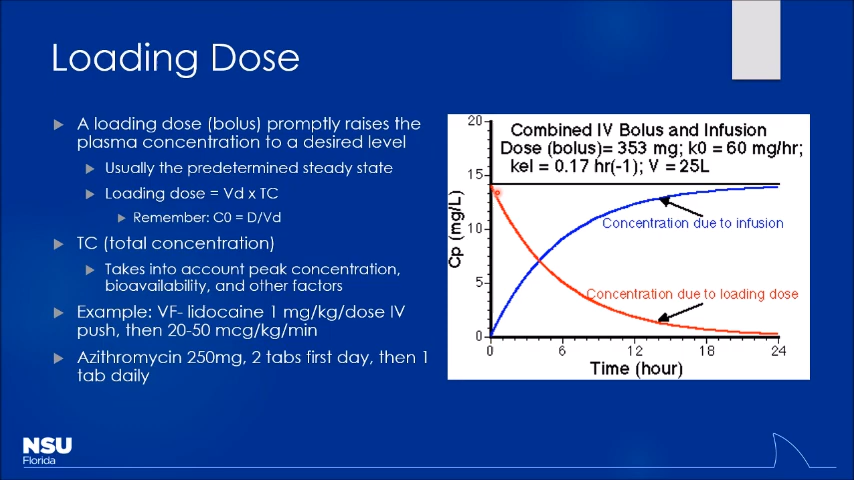 Loading Dose
A loading dose (bolus) promptly raises the
plasma concentration to a desired level
Usually the predetermined steady state
Loading dose = Vd x TC
Remember: C0 = D/Vd
TC (total concentration)
Takes into account peak concentration,
bioavailability, and other factors
Example: VF- lidocaine 1 mg/kg/dose IV
push, then 20-50 mcg/kg/min
Azithromycin 250mg, 2 tabs first day, then 1
tab daily
Combined IV Bolus and Infusion
Dose (bolus)= 353 mg; k0 = 60 mg/hr;
kel = 0.17 hr(-1); V = 25L
20
15
10
5
0
Cp (mg/L)
Concentration due to infusion
Concentration due to loading dose
0 6 12 18 24
Time (hour)
NSU
Florida